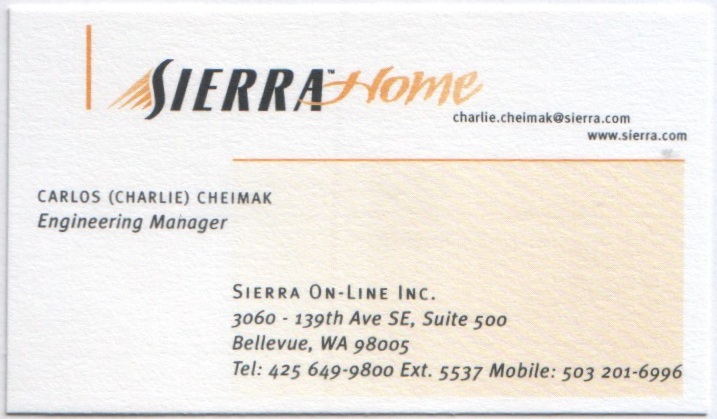 SIERRA™ Home
charlie.cheimak@sierra.com
www.sierra.com
CARLOS (CHARLIE) CHEIMAK
Engineering Manager
SIERRA ON-LINE INC.
3060 - 139th Ave SE, Suite 500
Bellevue, WA 98005
Tel: 425 649-9800 Ext. 5537 Mobile: 503 201-6996